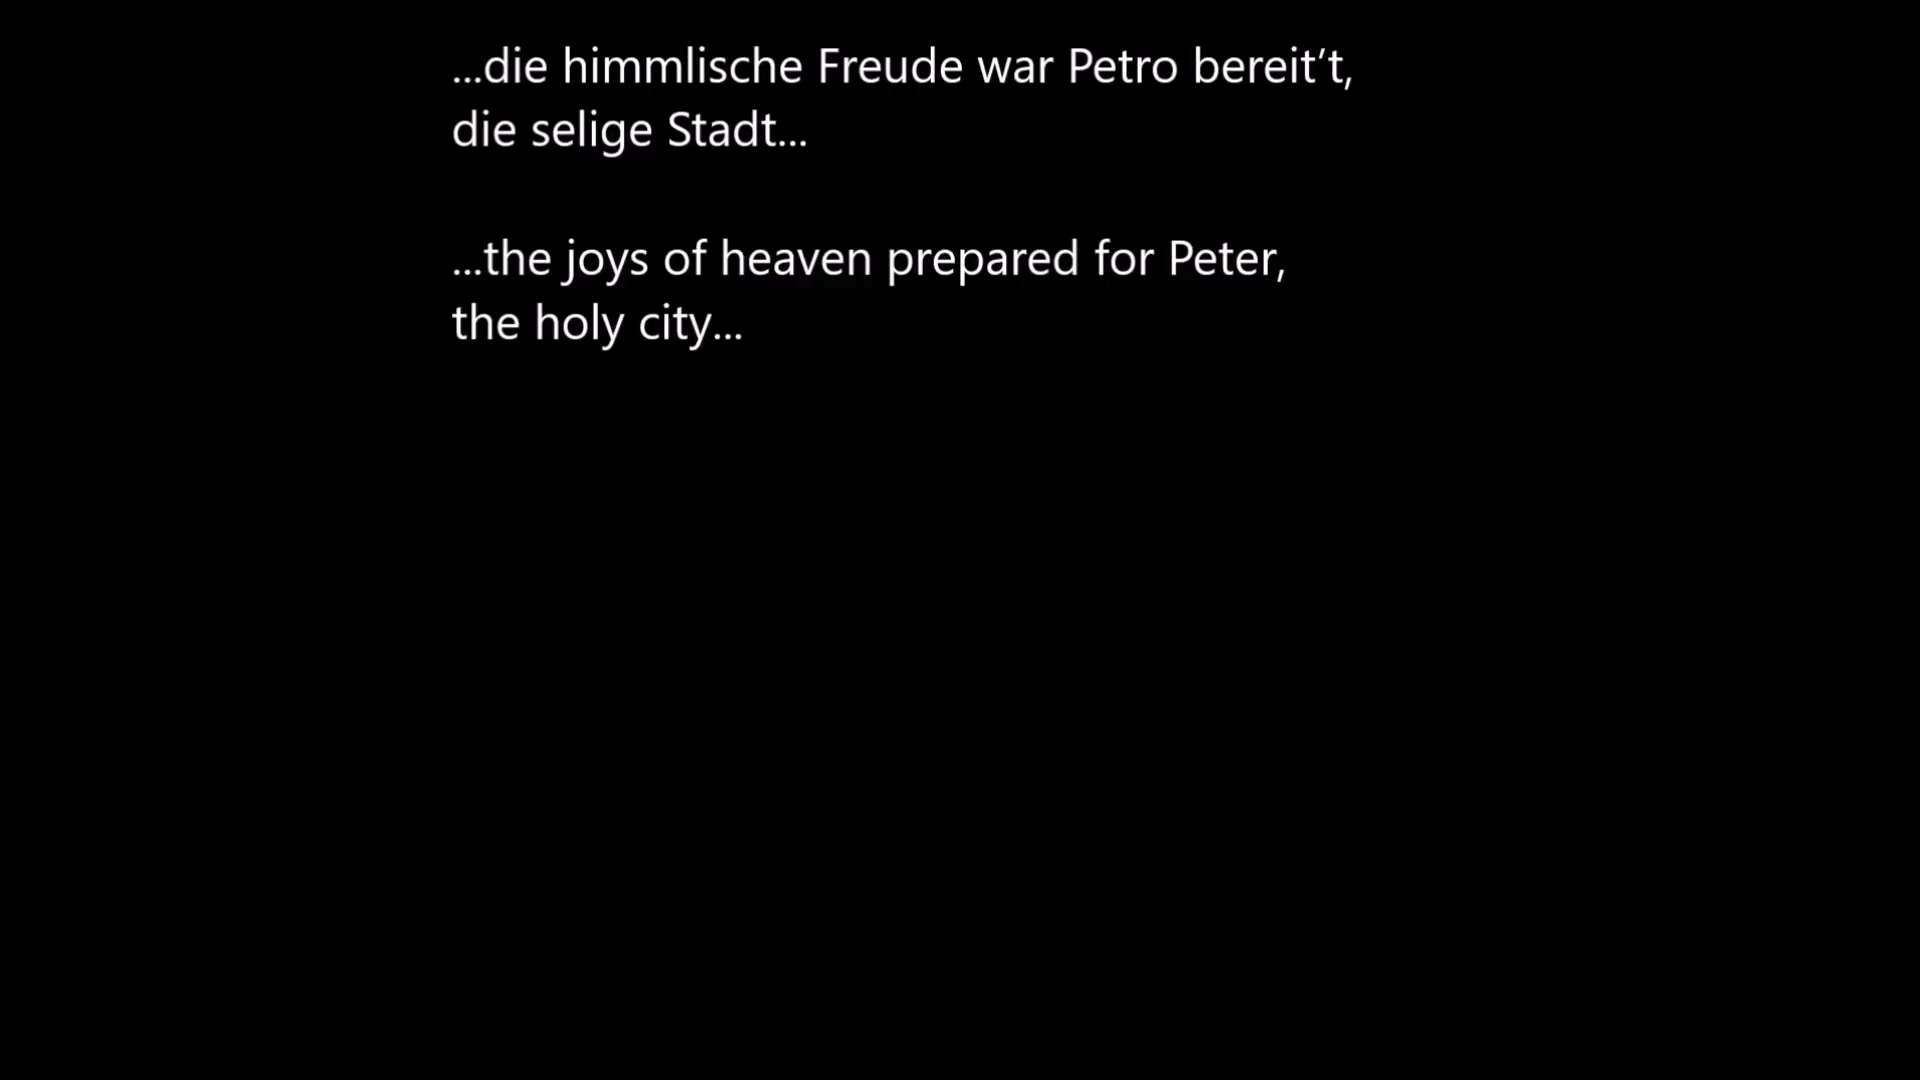 ...die himmlische Freude war Petro bereit’t,
die selige Stadt...
...the joys of heaven prepared for Peter,
the holy city...